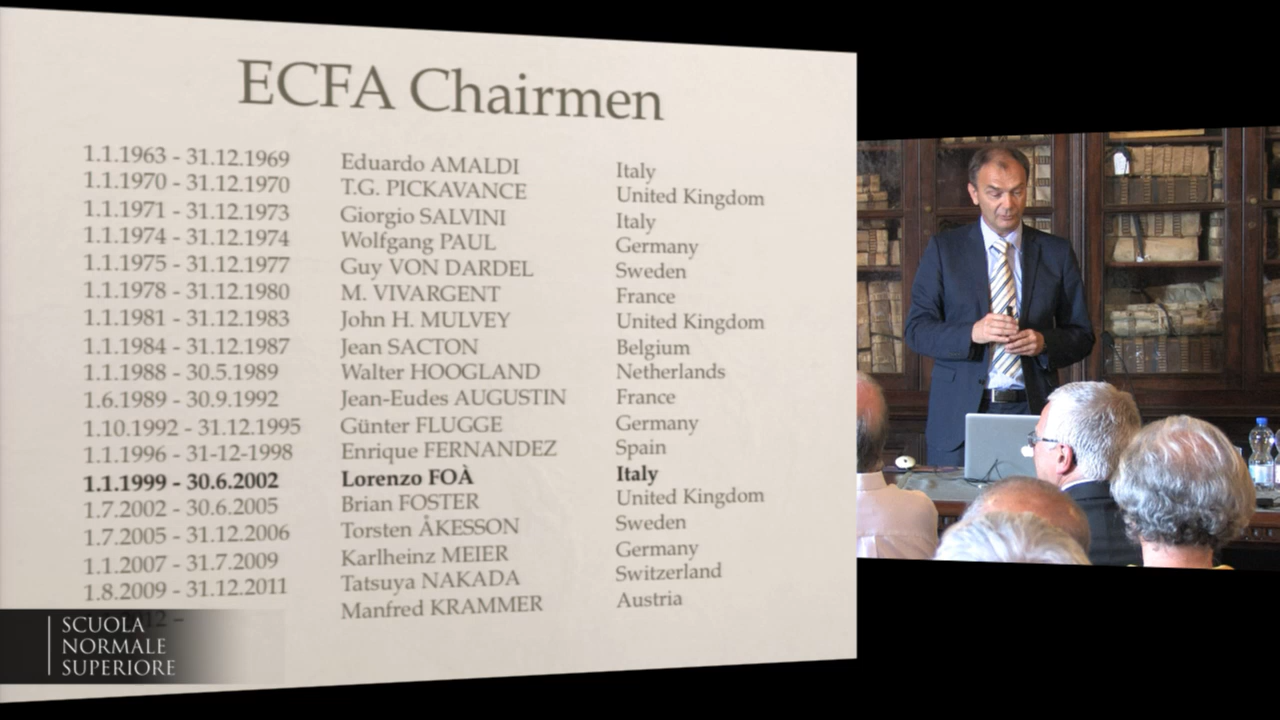 ECFA Chairmen
1.1.1963 - 31.12.1969 Eduardo AMALDI Italy
1.1.1970 - 31.12.1970 T.G. PICKAVANCE United Kingdom
1.1.1971 - 31.12.1973 Giorgio SALVINI Italy
1.1.1974 - 31.12.1974 Wolfgang PAUL Germany
1.1.1975 - 31.12.1977 Guy VON DARDEL Sweden
1.1.1978 - 31.12.1980 M. VIVARGENT France
1.1.1981 - 31.12.1983 John H. MULVEY United Kingdom
1.1.1984 - 31.12.1987 Jean SACTON Belgium
1.1.1988 - 30.5.1989 Walter HOOGLAND Netherlands
1.6.1989 - 30.9.1992 Jean-Eudes AUGUSTIN France
1.10.1992 - 31.12.1995 Günter FLUGGE Germany
1.1.1996 - 31-12-1998 Enrique FERNANDEZ Spain
1.1.1999 - 30.6.2002 Lorenzo FOÀ Italy
1.7.2002 - 30.6.2005 Brian FOSTER United Kingdom
1.7.2005 - 31.12.2006 Torsten ÅKESSON Sweden
1.1.2007 - 31.7.2009 Karlheinz MEIER Germany
1.8.2009 - 31.12.2011 Tatsuya NAKADA Switzerland
Manfred KRAMMER Austria
SCUOLA
NORMALE
SUPERIORE